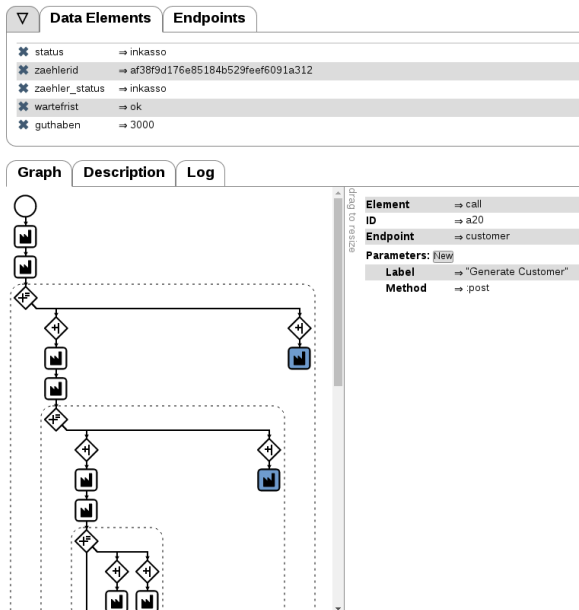 ▽ Data Elements Endpoints
✖ status ⇒ inkasso
✖ zaehlerid ⇒ af38f9d176e85184b529feef6091a312
✖ zaehler_status ⇒ inkasso
✖ wartefrist ⇒ ok
✖ guthaben ⇒ 3000
Graph Description Log
drag to resize
Element ⇒ call
ID ⇒ a20
Endpoint ⇒ customer
Parameters: New
Label ⇒ "Generate Customer"
Method ⇒ :post